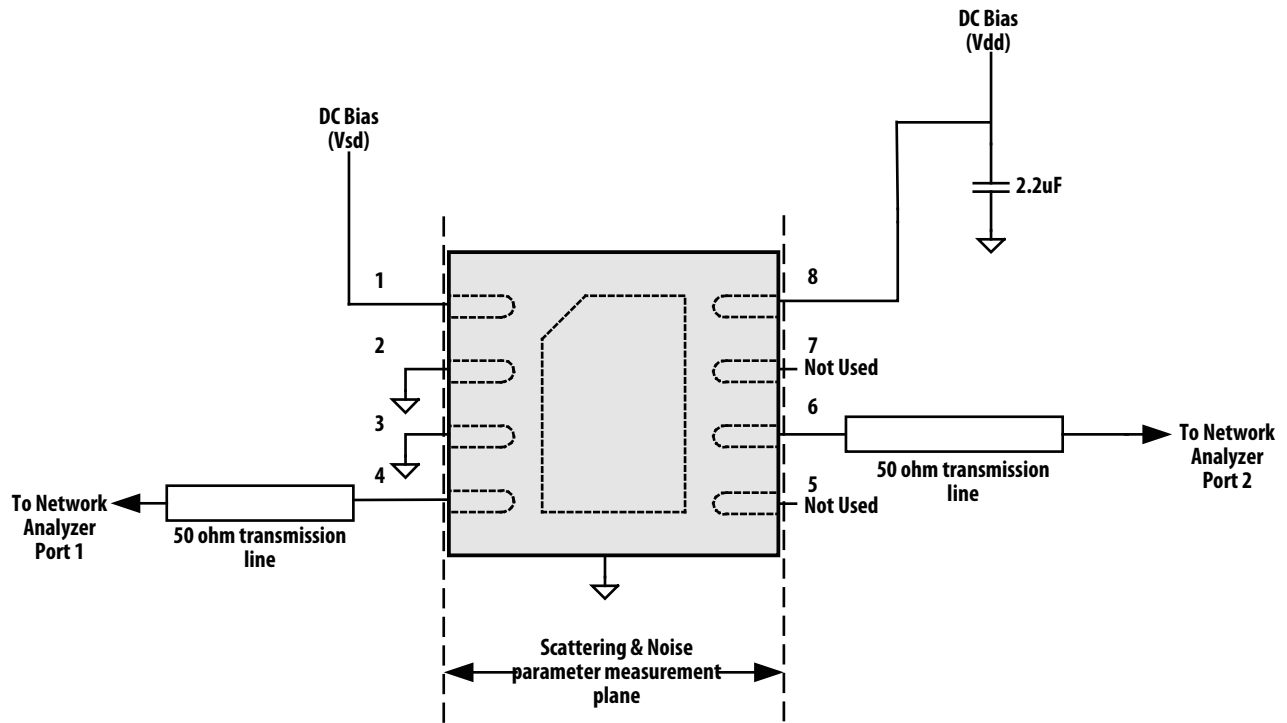 DC Bias
(Vdd)
DC Bias
(Vsd)
2.2uF
1
8
2
7
Not Used
3
6
4
5
Not Used
To Network
Analyzer
Port 1
50 ohm transmission
line
50 ohm transmission
line
To Network
Analyzer
Port 2
Scattering & Noise
parameter measurement
plane